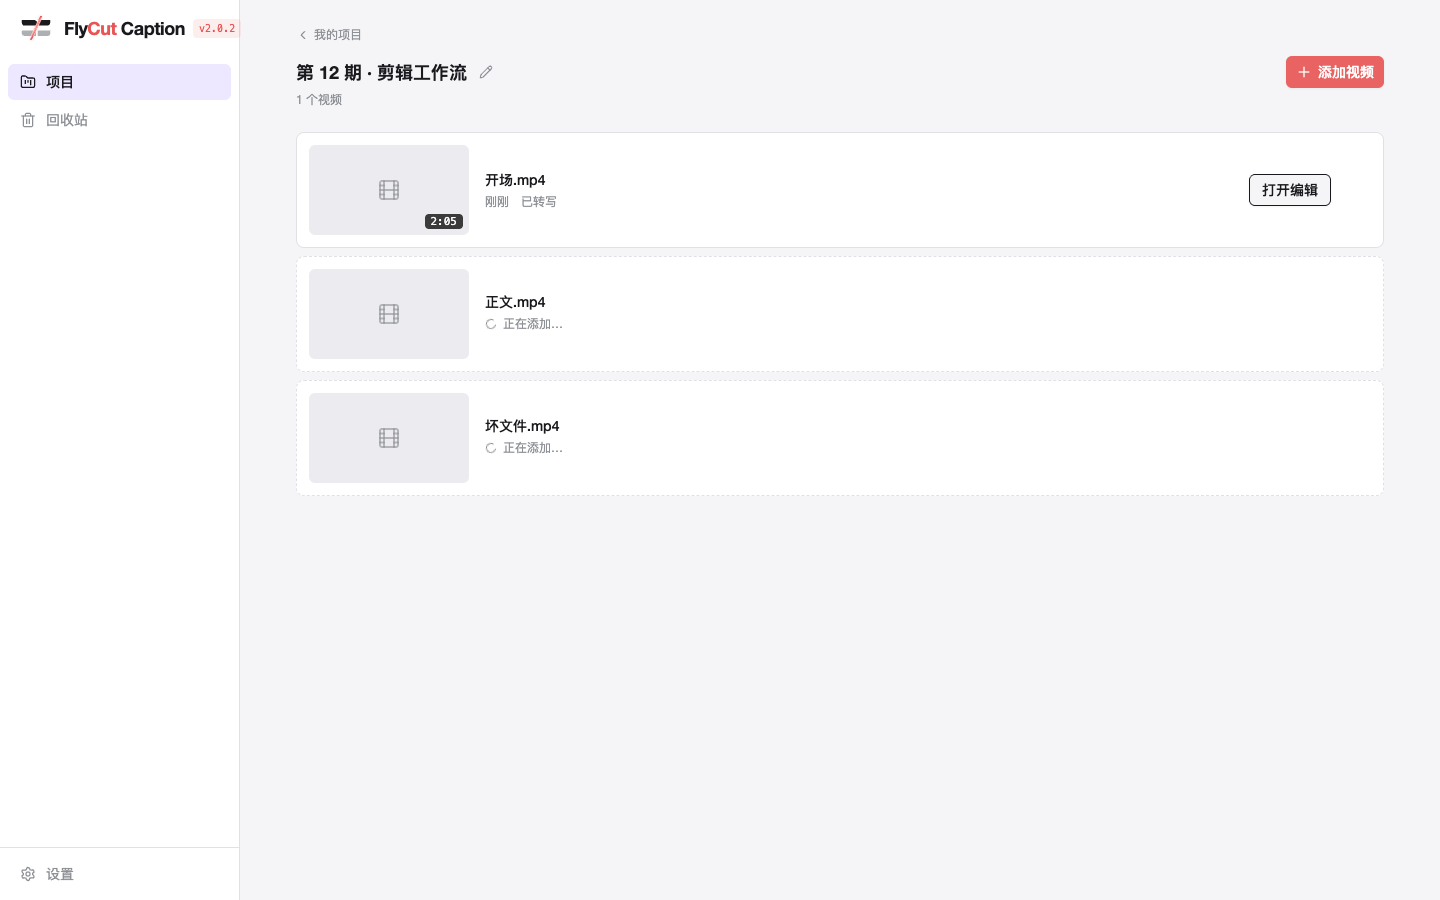 FlyCut Caption v2.0.2
项目
回收站
设置
我的项目
第 12 期 · 剪辑工作流
1 个视频
添加视频
2:05
开场.mp4
刚刚 已转写
打开编辑
正文.mp4
正在添加...
坏文件.mp4
正在添加...